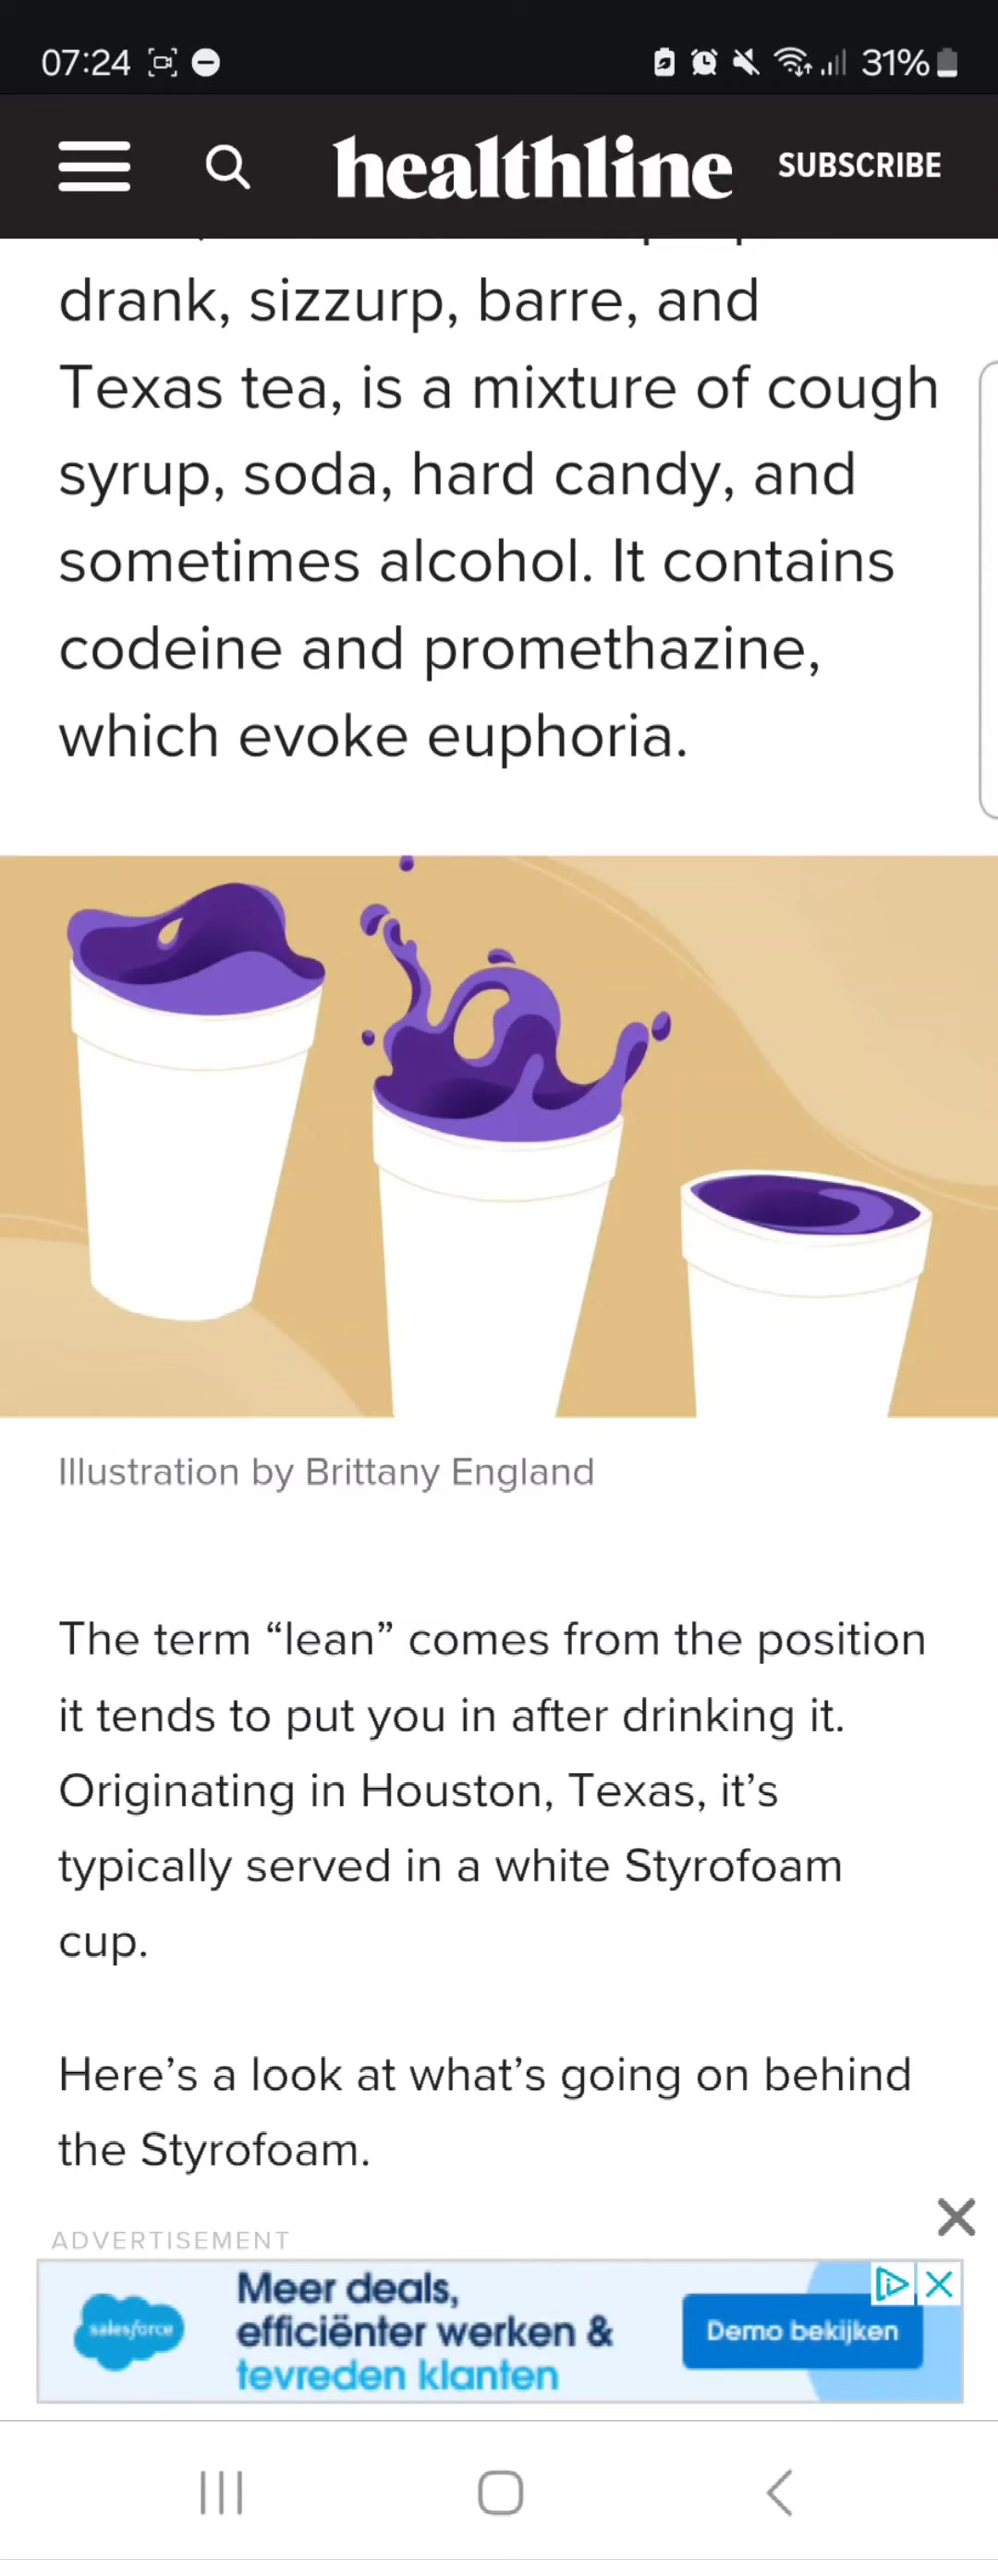 07:24
31%
healthline
SUBSCRIBE
drank, sizzurp, barre, and
Texas tea, is a mixture of cough
syrup, soda, hard candy, and
sometimes alcohol. It contains
codeine and promethazine,
which evoke euphoria.
Illustration by Brittany England
The term “lean” comes from the position
it tends to put you in after drinking it.
Originating in Houston, Texas, it’s
typically served in a white Styrofoam
cup.
Here’s a look at what’s going on behind
the Styrofoam.
ADVERTISEMENT
salesforce
Meer deals,
efficiënter werken &
tevreden klanten
Demo bekijken